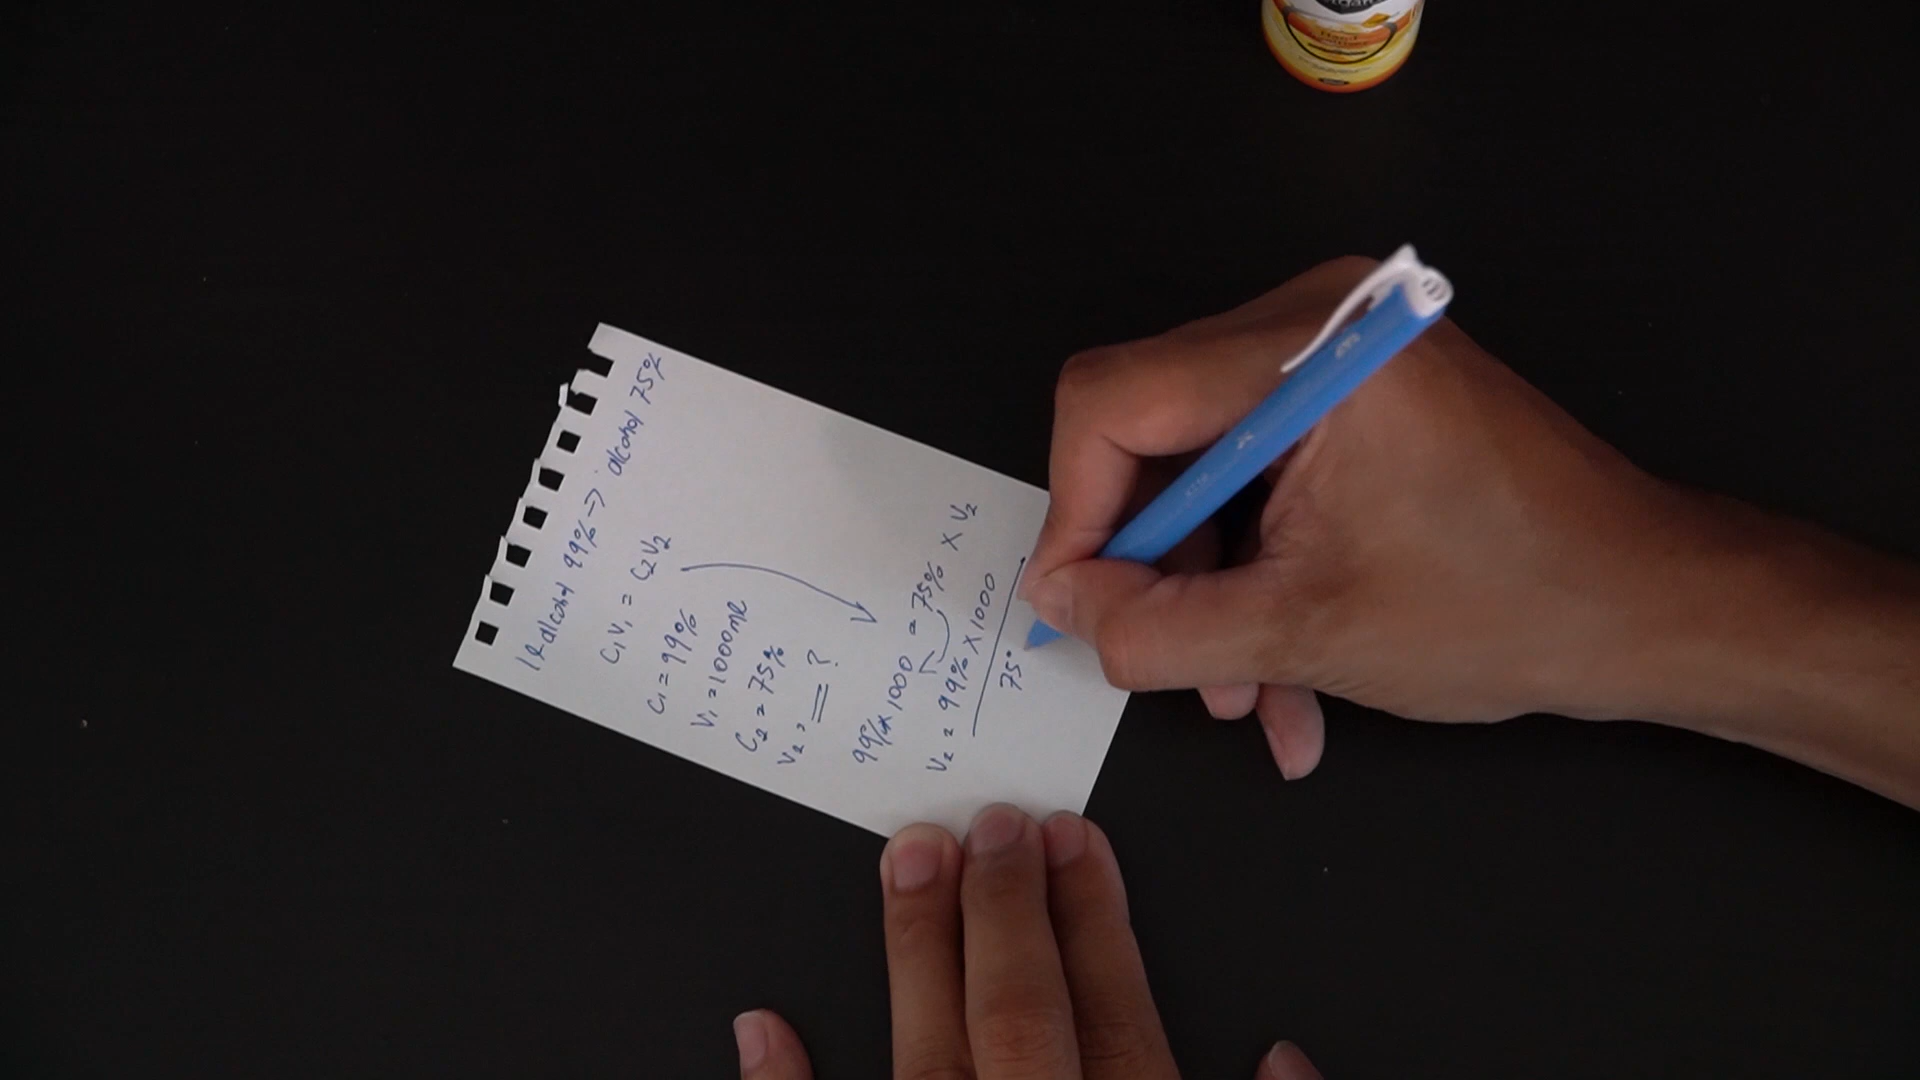 1ℓ alcohol 99% → alcohol 75%
C₁V₁ = C₂V₂
C₁ = 99%
V₁ = 1000ml
C₂ = 75%
V₂ = ?
99% × 1000 = 75% × V₂
V₂ = 99% × 1000
75
Hand